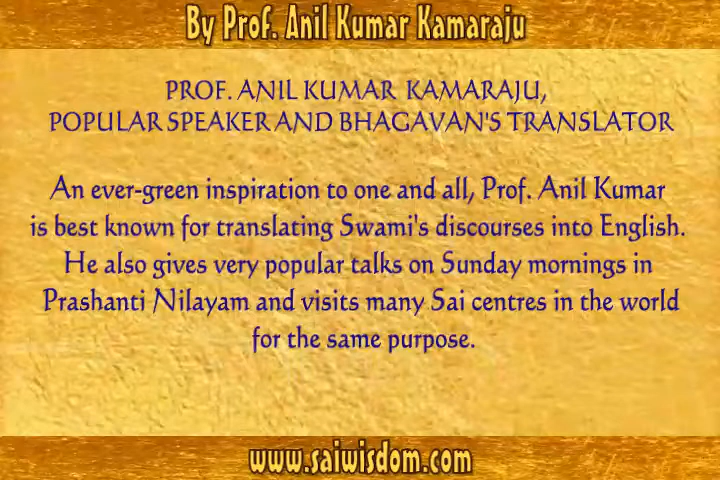 By Prof. Anil Kumar Kamaraju
PROF. ANIL KUMAR KAMARAJU,
POPULAR SPEAKER AND BHAGAVAN'S TRANSLATOR
An ever-green inspiration to one and all, Prof. Anil Kumar
is best known for translating Swami's discourses into English.
He also gives very popular talks on Sunday mornings in
Prashanti Nilayam and visits many Sai centres in the world
for the same purpose.
www.saiwisdom.com